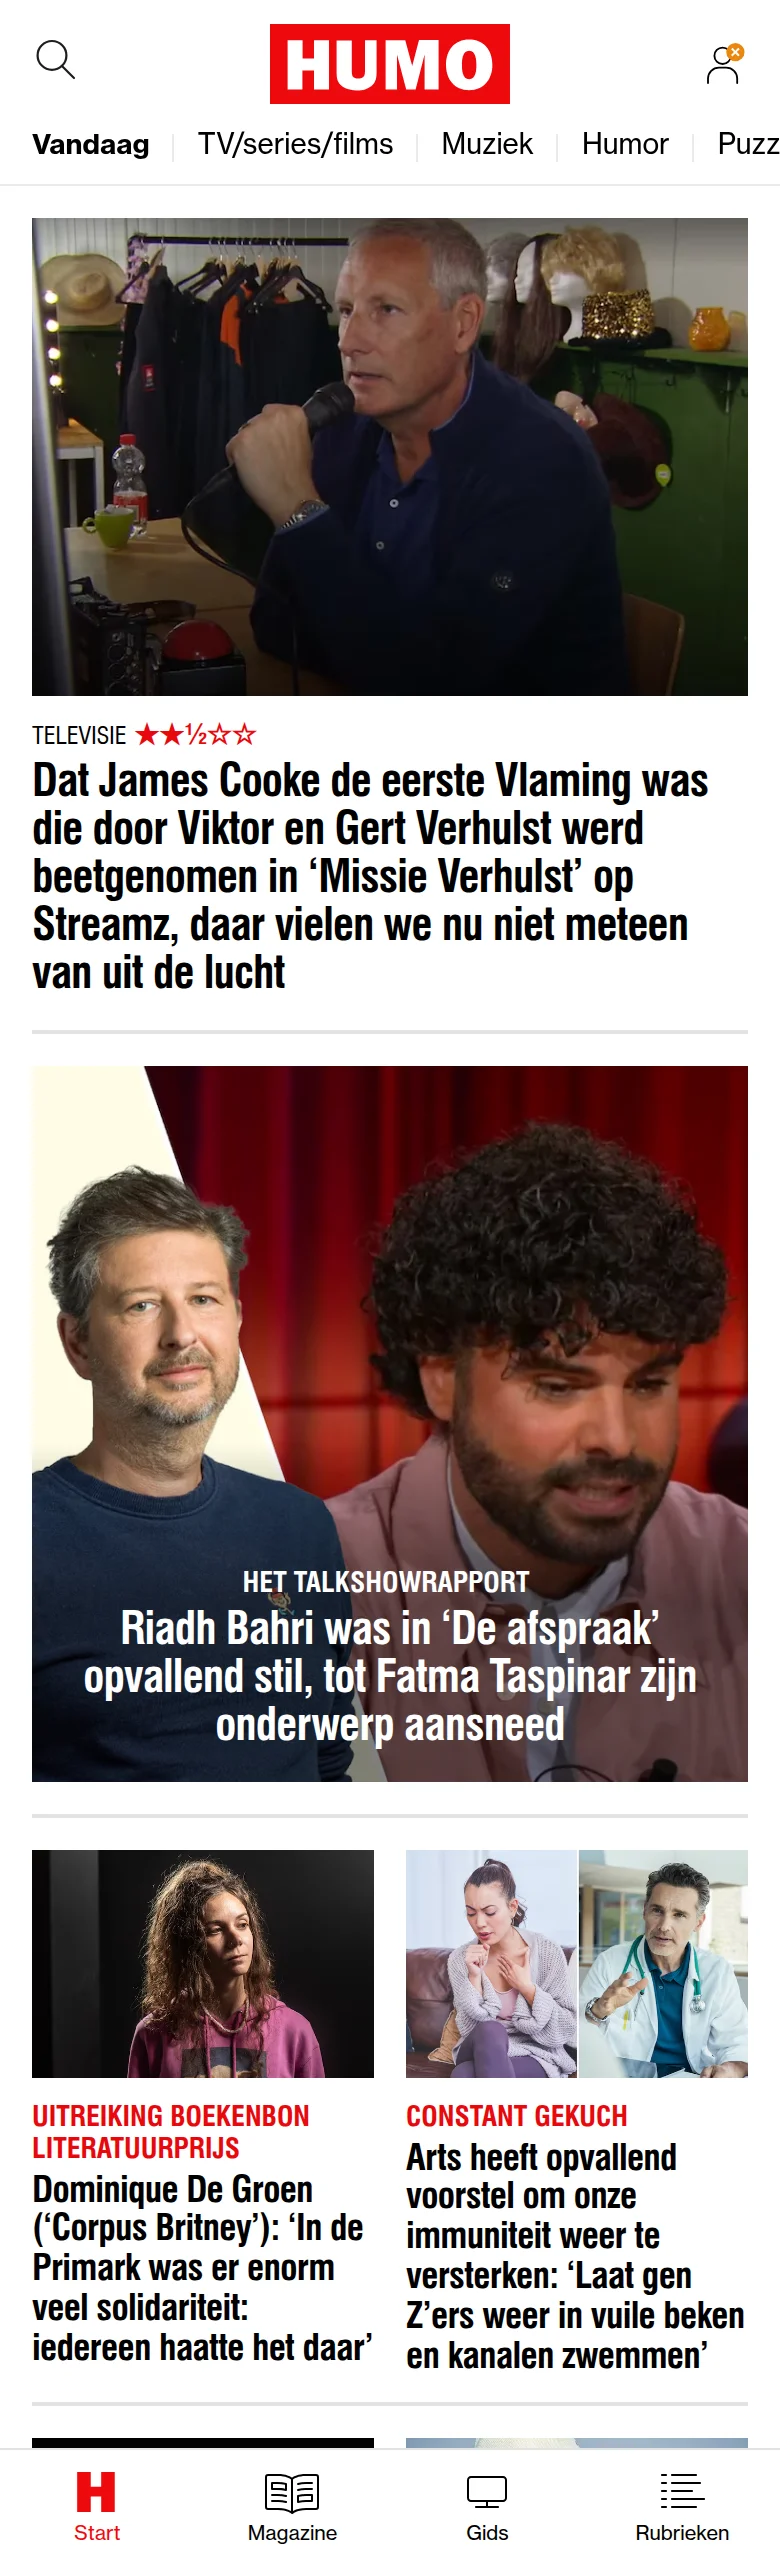 HUMO
Vandaag
TV/series/films
Muziek
Humor
Puzz
TELEVISIE ★★½☆☆
Dat James Cooke de eerste Vlaming was
die door Viktor en Gert Verhulst werd
beetgenomen in ‘Missie Verhulst’ op
Streamz, daar vielen we nu niet meteen
van uit de lucht
HET TALKSHOWRAPPORT
Riadh Bahri was in ‘De afspraak’
opvallend stil, tot Fatma Taspinar zijn
onderwerp aansneed
UITREIKING BOEKENBON
LITERATUURPRIJS
Dominique De Groen
(‘Corpus Britney’): ‘In de
Primark was er enorm
veel solidariteit:
iedereen haatte het daar’
CONSTANT GEKUCH
Arts heeft opvallend
voorstel om onze
immuniteit weer te
versterken: ‘Laat gen
Z’ers weer in vuile beken
en kanalen zwemmen’
H
Start
Magazine
Gids
Rubrieken